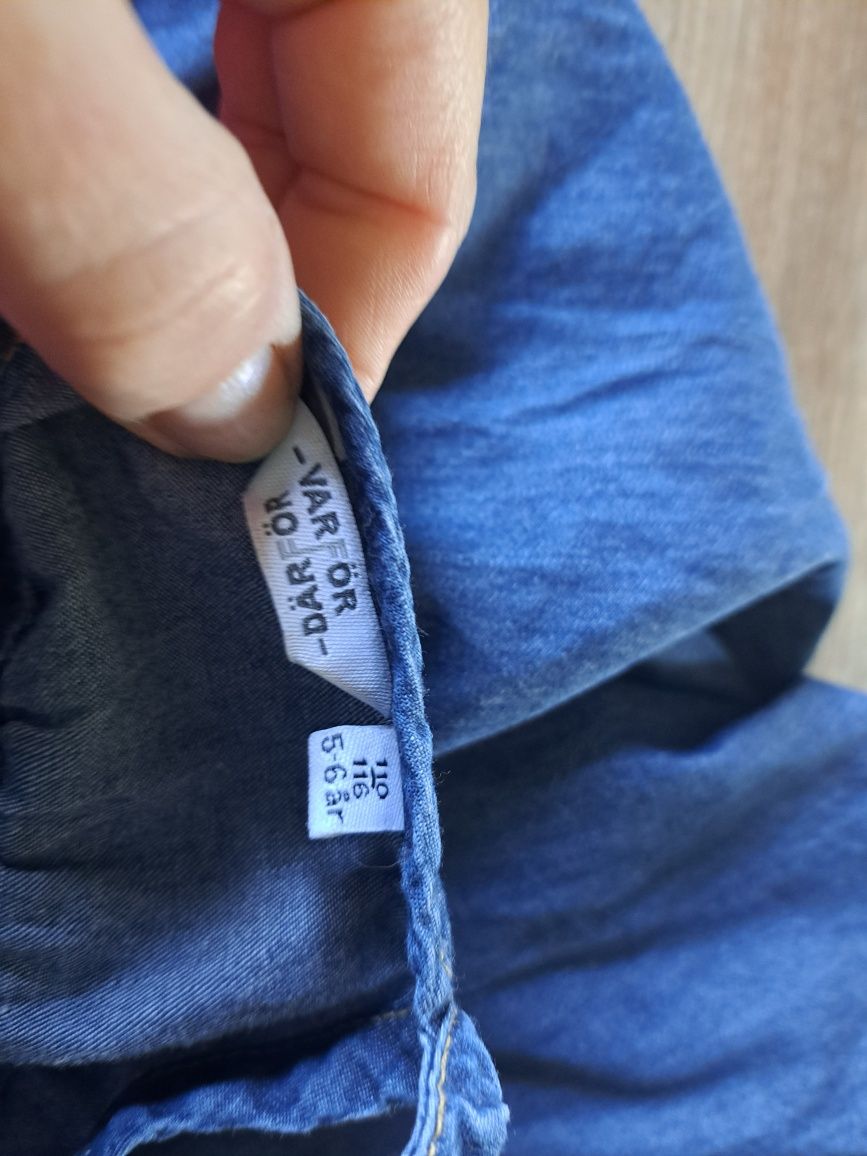 -VARFÖR
-DÄRFÖR
110
116
5-6 år